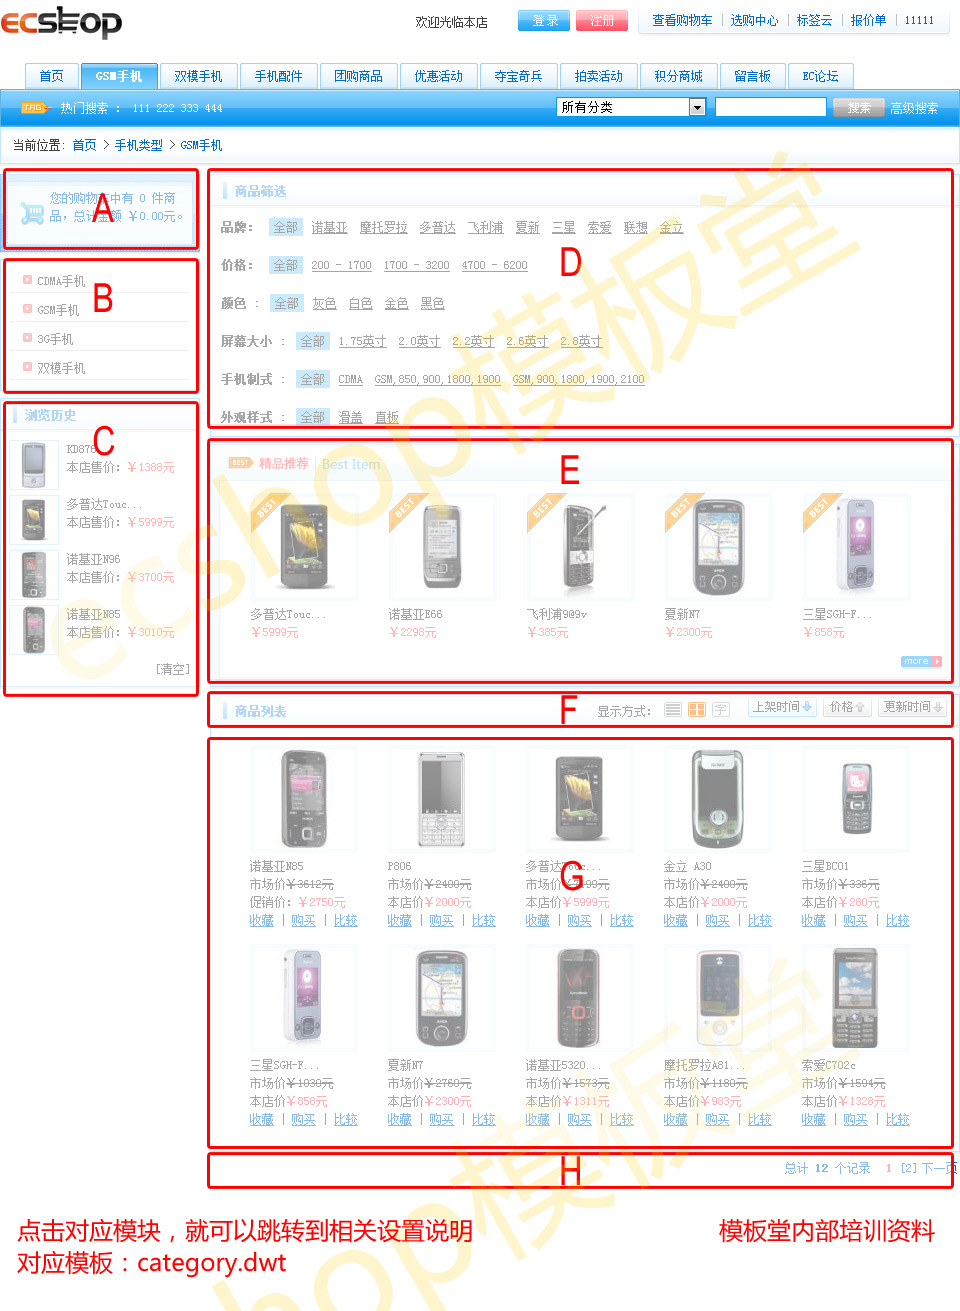 ecshop
欢迎光临本店
登录 注册
查看购物车 | 选购中心 | 标签云 | 报价单 | 11111
首页 GSM手机 双模手机 手机配件 团购商品 优惠活动 夺宝奇兵 拍卖活动 积分商城 留言板 EC论坛
TAG 热门搜索 : 111 222 333 444 所有分类 搜索 高级搜索
当前位置: 首页 > 手机类型 > GSM手机
A
您的购物车中有 0 件商
品，总计金额 ￥0.00元。
B
CDMA手机
GSM手机
3G手机
双模手机
C
浏览历史
KD876
本店售价：￥1388元
多普达Touc...
本店售价：￥5999元
诺基亚N96
本店售价：￥3700元
诺基亚N85
本店售价：￥3010元
[清空]
D
商品筛选
品牌： 全部 诺基亚 摩托罗拉 多普达 飞利浦 夏新 三星 索爱 联想 金立
价格： 全部 200 - 1700 1700 - 3200 4700 - 6200
颜色 : 全部 灰色 白色 金色 黑色
屏幕大小 : 全部 1.75英寸 2.0英寸 2.2英寸 2.6英寸 2.8英寸
手机制式 : 全部 CDMA GSM,850,900,1800,1900 GSM,900,1800,1900,2100
外观样式 : 全部 滑盖 直板
E
BEST 精品推荐 Best Item
BEST BEST BEST BEST BEST
多普达Touc... 诺基亚E66 飞利浦9@9v 夏新N7 三星SGH-F...
￥5999元 ￥2298元 ￥385元 ￥2300元 ￥858元
more
F
商品列表 显示方式： 字 上架时间 价格 更新时间
G
诺基亚N85 P806 多普达Touc... 金立 A30 三星BC01
市场价￥3612元 市场价￥2400元 市场价￥7199元 市场价￥2400元 市场价￥336元
促销价：￥2750元 本店价￥2000元 本店价￥5999元 本店价￥2000元 本店价￥280元
收藏 | 购买 | 比较 收藏 | 购买 | 比较 收藏 | 购买 | 比较 收藏 | 购买 | 比较 收藏 | 购买 | 比较
三星SGH-F... 夏新N7 诺基亚5320... 摩托罗拉A81... 索爱C702c
市场价￥1030元 市场价￥2760元 市场价￥1573元 市场价￥1180元 市场价￥1594元
本店价￥858元 本店价￥2300元 本店价￥1311元 本店价￥983元 本店价￥1328元
收藏 | 购买 | 比较 收藏 | 购买 | 比较 收藏 | 购买 | 比较 收藏 | 购买 | 比较 收藏 | 购买 | 比较
H
总计 12 个记录 1 [2] 下一页
点击对应模块，就可以跳转到相关设置说明
对应模板：category.dwt
模板堂内部培训资料
ecshop模板堂
ecshop模板堂